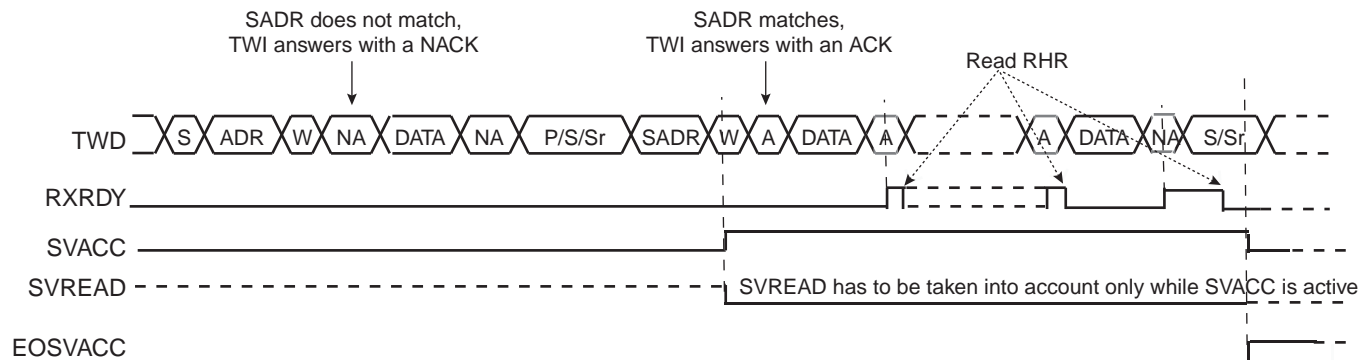 SADR does not match,
TWI answers with a NACK
SADR matches,
TWI answers with an ACK
Read RHR
TWD S ADR W NA DATA NA P/S/Sr SADR W A DATA A A DATA NA S/Sr
RXRDY
SVACC
SVREAD SVREAD has to be taken into account only while SVACC is active
EOSVACC